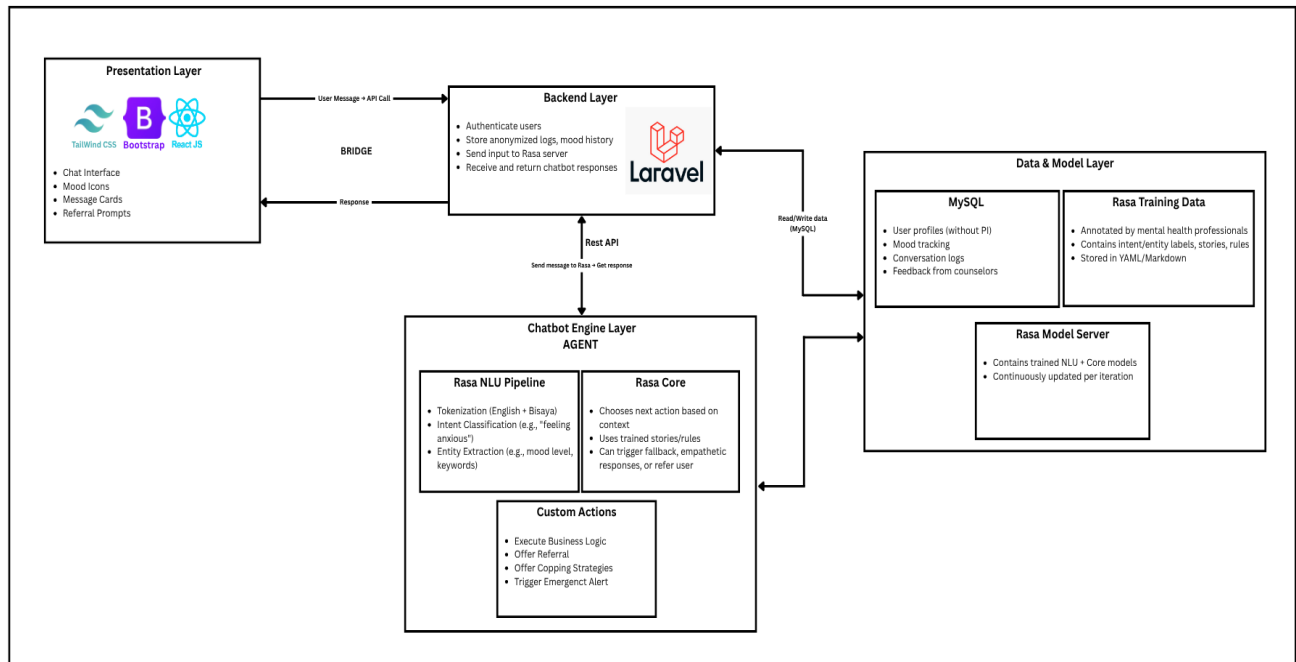 Presentation Layer
TailWind CSS
B
Bootstrap
React JS
Chat Interface
Mood Icons
Message Cards
Referral Prompts
User Message → API Call
BRIDGE
Response
Backend Layer
Authenticate users
Store anonymized logs, mood history
Send input to Rasa server
Receive and return chatbot responses
Laravel
Rest API
Send message to Rasa → Get response
Read/Write data
(MySQL)
Chatbot Engine Layer
AGENT
Rasa NLU Pipeline
Tokenization (English + Bisaya)
Intent Classification (e.g., "feeling
anxious")
Entity Extraction (e.g., mood level,
keywords)
Rasa Core
Chooses next action based on
context
Uses trained stories/rules
Can trigger fallback, empathetic
responses, or refer user
Custom Actions
Execute Business Logic
Offer Referral
Offer Copping Strategies
Trigger Emergenct Alert
Data & Model Layer
MySQL
User profiles (without PI)
Mood tracking
Conversation logs
Feedback from counselors
Rasa Training Data
Annotated by mental health professionals
Contains intent/entity labels, stories, rules
Stored in YAML/Markdown
Rasa Model Server
Contains trained NLU + Core models
Continuously updated per iteration